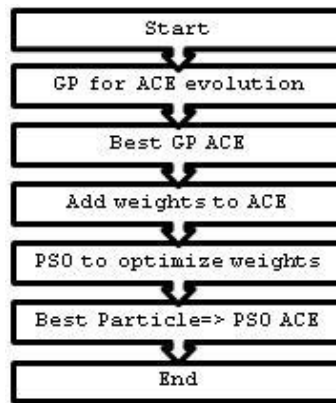 Start
GP for ACE evolution
Best GP ACE
Add weights to ACE
PSO to optimize weights
Best Particle=> PSO ACE
End